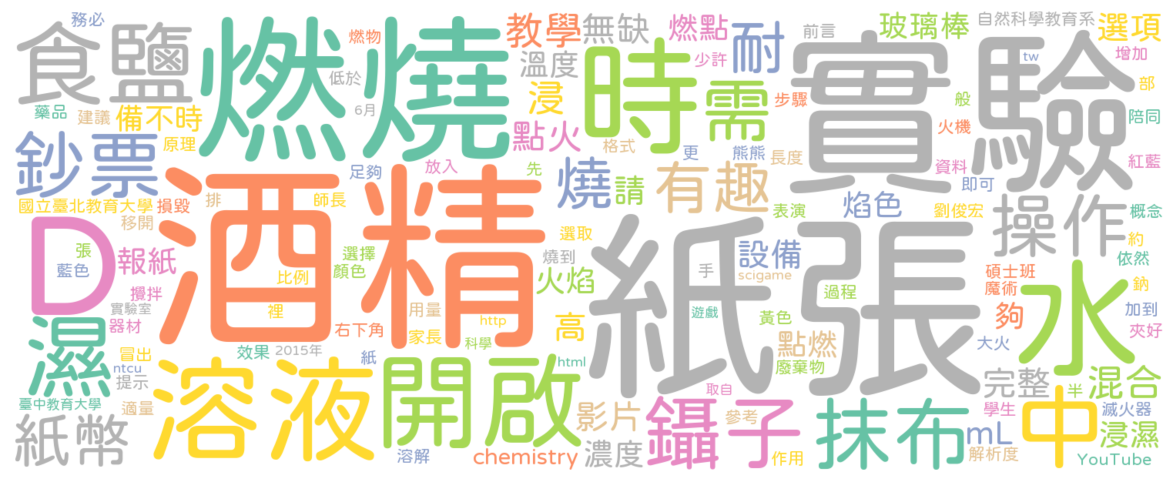 務必
食鹽
藥品
建議
備不時
原理
鈔票
國立臺北教育大學
損毀
移開
排
師長
燃燒
燃物
低於
6月
足夠
放入
點火
教學
無缺
溫度
浸
先
燒
請
時
需
格式
燃點
少許
耐
更
熊熊
長度
有趣
表演
前言
步驟
玻璃棒
般
火機
資料
即可
焰色
劉俊宏
實驗
自然科學教育系
tw
選項
增加
部
陪同
紅藍
操作
概念
約
依然
D
張
藍色
報紙
攪拌
實驗室
器材
酒精
比例
裡
選擇
顏色
右下角
用量
家長
http
科學
選取
燒到
火焰
高
紙張
手
設備
scigame
遊戲
過程
黃色
點燃
廢棄物
碩士班
魔術
夠
大火
水
鈉
加到
夾好
濕
冒出
ntcu
提示
臺中教育大學
適量
紙幣
效果
2015年
溶液
紙
開啟
溶解
html
chemistry
影片
濃度
取自
鑷子
參考
作用
抹布
完整
半
混合
學生
滅火器
mL
解析度
中
浸濕
YouTube